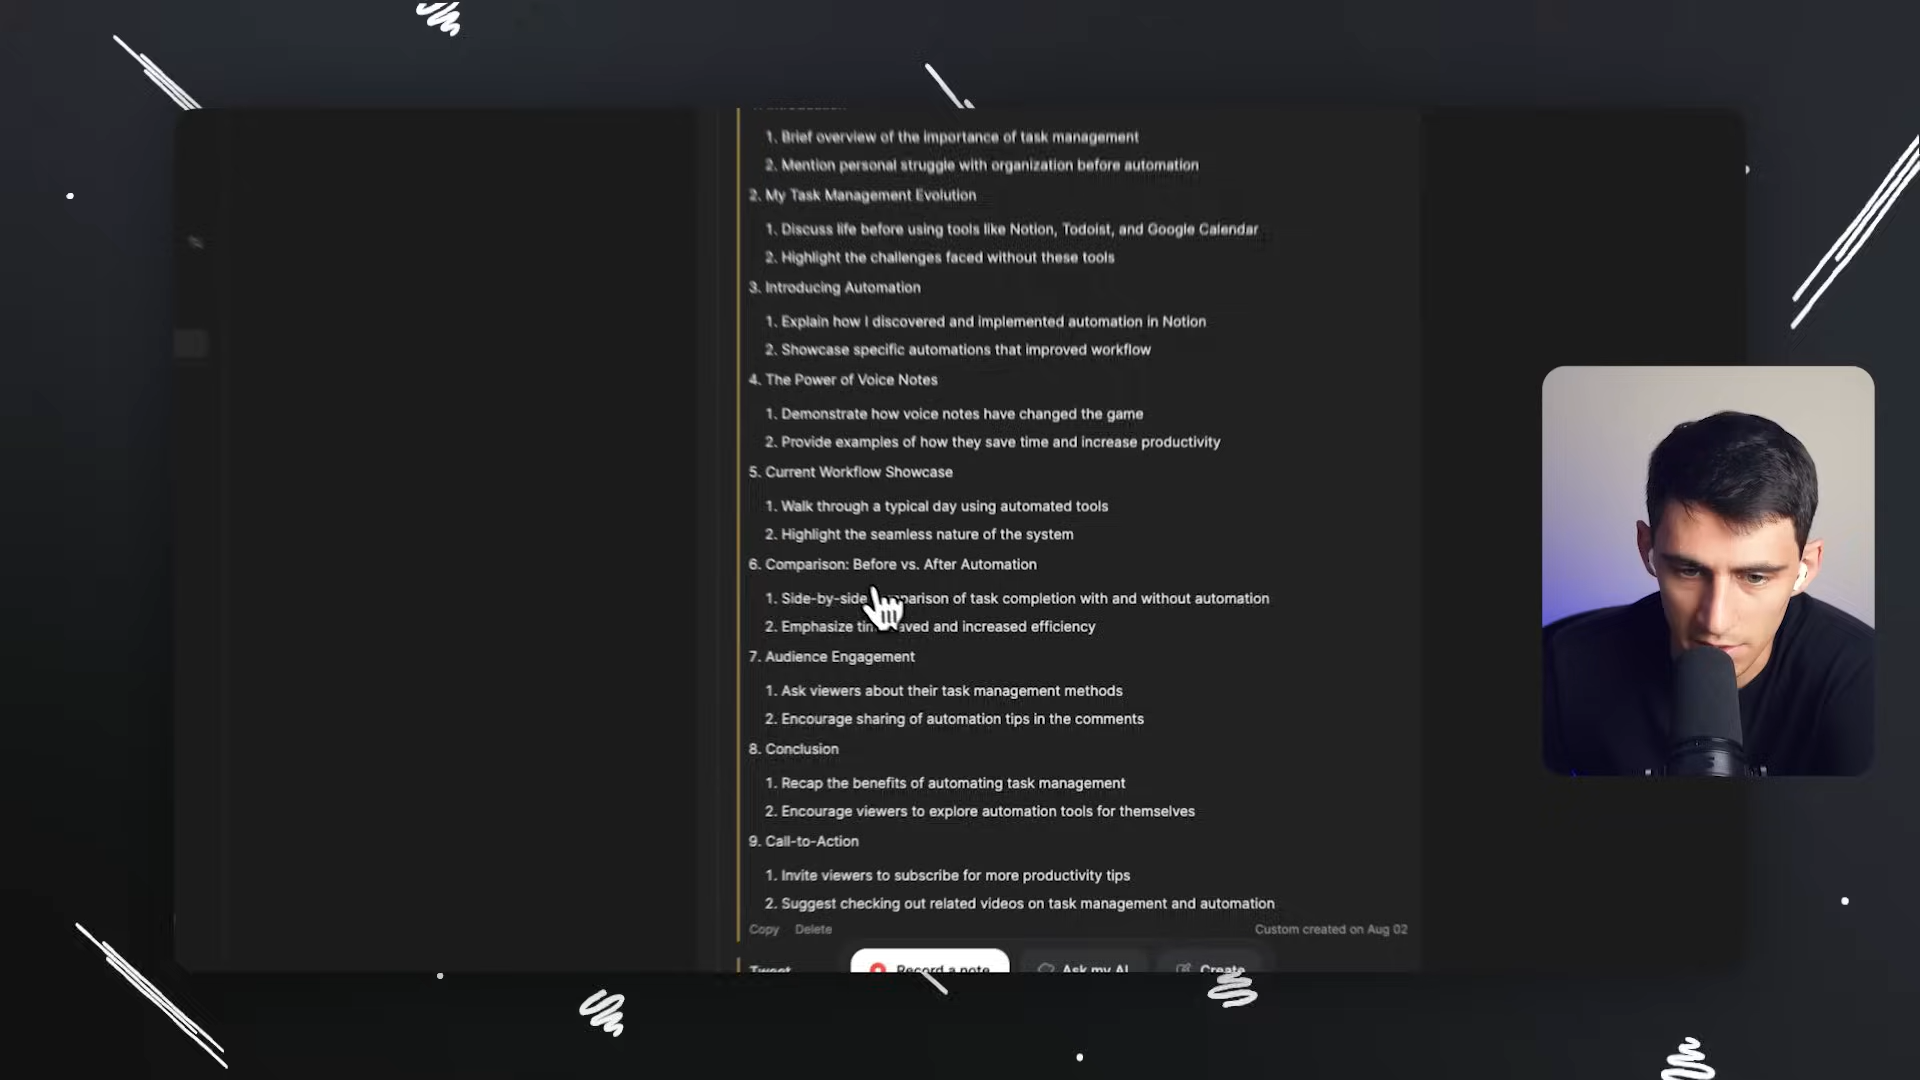 1. Brief overview of the importance of task management
2. Mention personal struggle with organization before automation
2. My Task Management Evolution
1. Discuss life before using tools like Notion, Todoist, and Google Calendar
2. Highlight the challenges faced without these tools
3. Introducing Automation
1. Explain how I discovered and implemented automation in Notion
2. Showcase specific automations that improved workflow
4. The Power of Voice Notes
1. Demonstrate how voice notes have changed the game
2. Provide examples of how they save time and increase productivity
5. Current Workflow Showcase
1. Walk through a typical day using automated tools
2. Highlight the seamless nature of the system
6. Comparison: Before vs. After Automation
1. Side-by-side comparison of task completion with and without automation
2. Emphasize time saved and increased efficiency
7. Audience Engagement
1. Ask viewers about their task management methods
2. Encourage sharing of automation tips in the comments
8. Conclusion
1. Recap the benefits of automating task management
2. Encourage viewers to explore automation tools for themselves
9. Call-to-Action
1. Invite viewers to subscribe for more productivity tips
2. Suggest checking out related videos on task management and automation
Copy Delete Custom created on Aug 02
Tweet Record a note Ask my AI Create